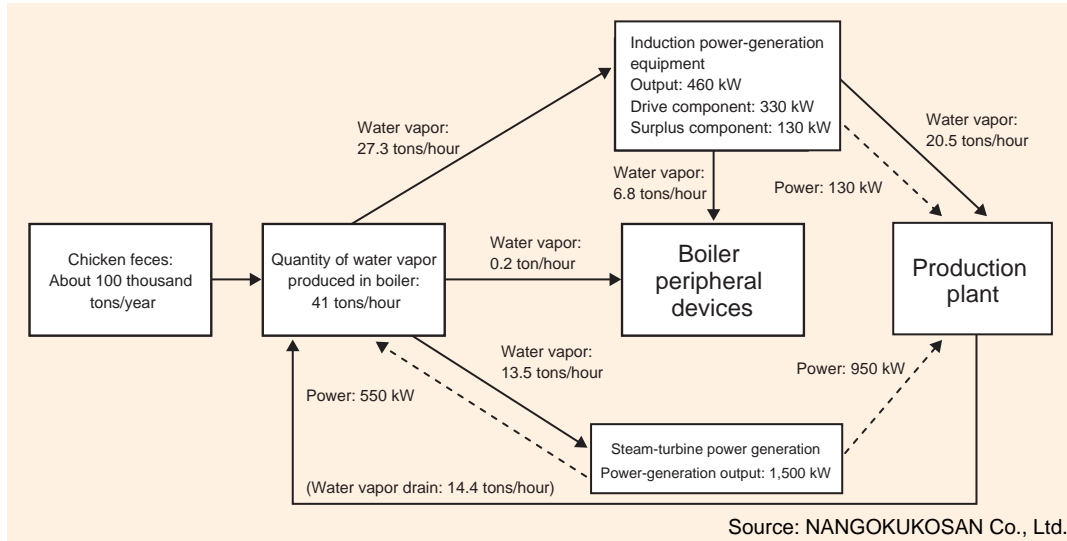 Induction power-generation
equipment
Output: 460 kW
Drive component: 330 kW
Surplus component: 130 kW
Water vapor:
27.3 tons/hour
Water vapor:
20.5 tons/hour
Water vapor:
6.8 tons/hour
Power: 130 kW
Chicken feces:
About 100 thousand
tons/year
Quantity of water vapor
produced in boiler:
41 tons/hour
Water vapor:
0.2 ton/hour
Boiler
peripheral
devices
Production
plant
Water vapor:
13.5 tons/hour
Power: 550 kW
Power: 950 kW
Steam-turbine power generation
Power-generation output: 1,500 kW
(Water vapor drain: 14.4 tons/hour)
Source: NANGOKUKOSAN Co., Ltd.